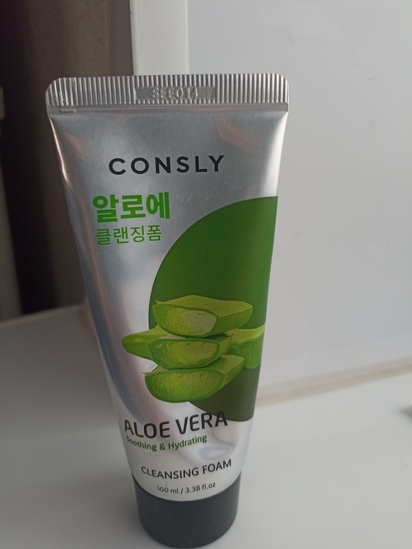 CONSLY
알로에
클랜징폼
ALOE VERA
Soothing & Hydrating
CLEANSING FOAM
100 ml / 3.38 fl.oz